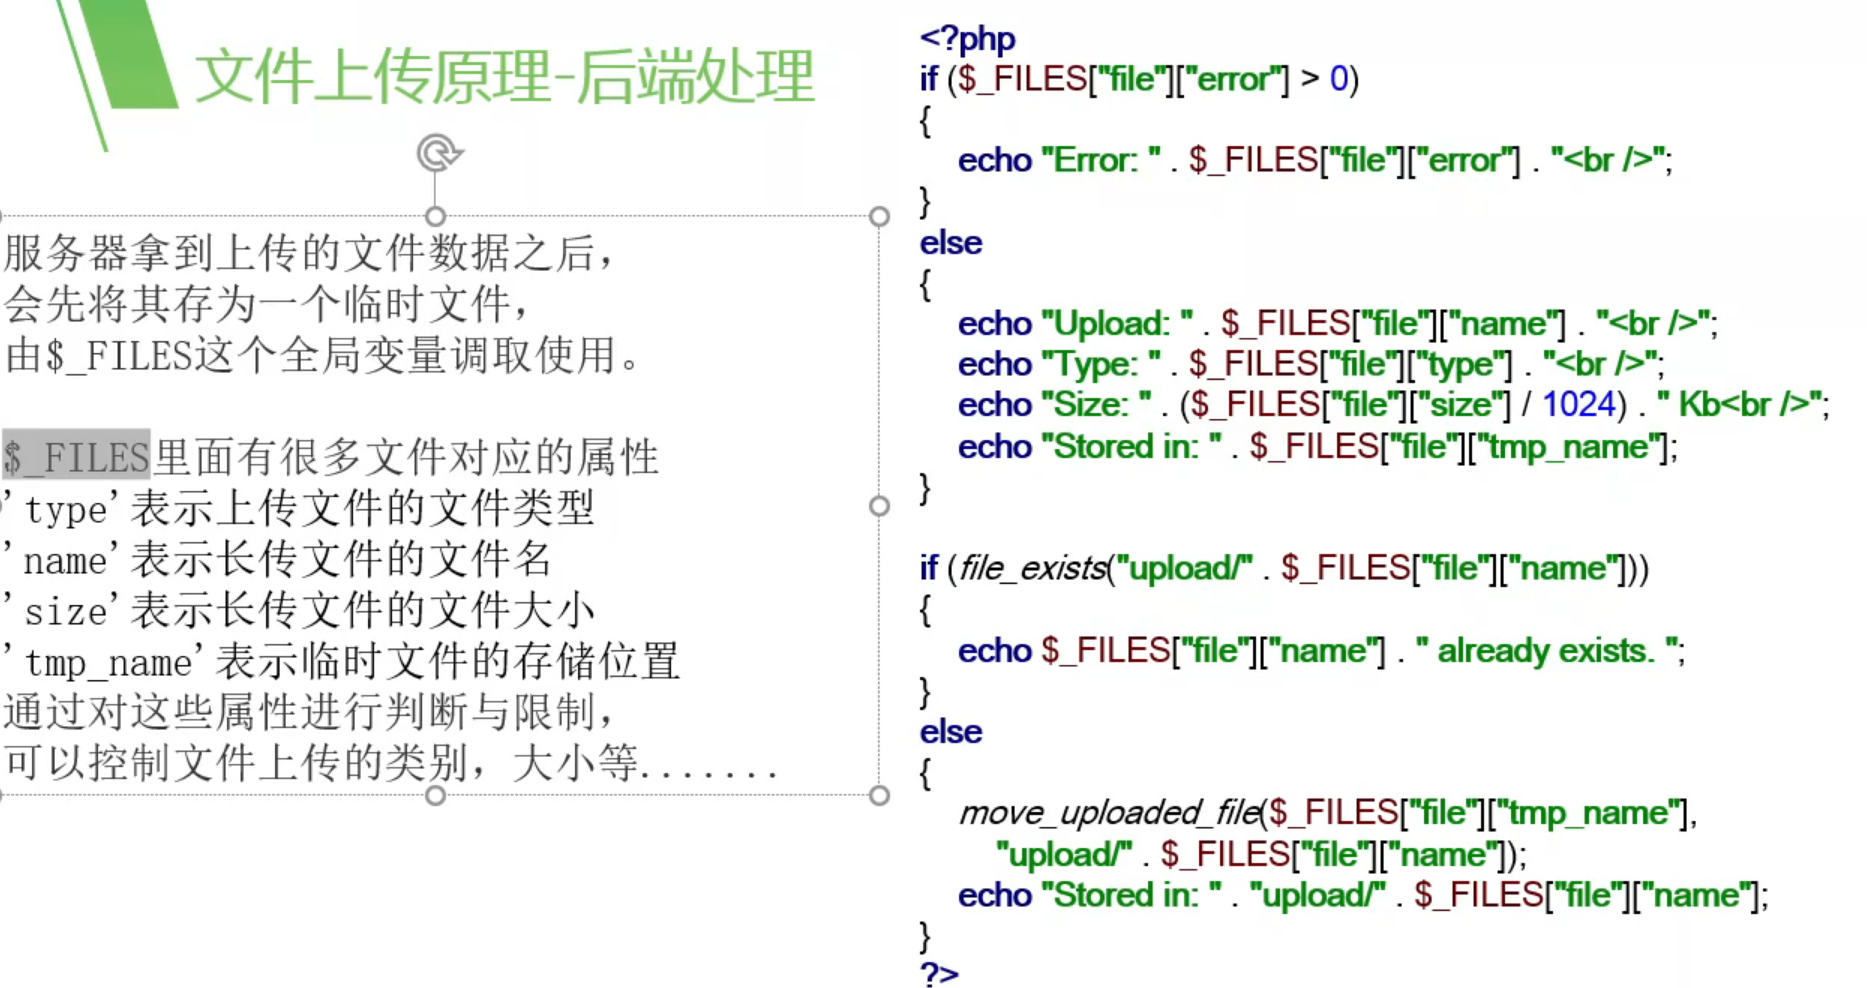 文件上传原理-后端处理
服务器拿到上传的文件数据之后，
会先将其存为一个临时文件，
由$_FILES这个全局变量调取使用。
$_FILES里面有很多文件对应的属性
'type'表示上传文件的文件类型
'name'表示长传文件的文件名
'size'表示长传文件的文件大小
'tmp_name'表示临时文件的存储位置
通过对这些属性进行判断与限制，
可以控制文件上传的类别，大小等.......
<?php
if ($_FILES["file"]["error"] > 0)
{
echo "Error: " . $_FILES["file"]["error"] . "<br />";
}
else
{
echo "Upload: " . $_FILES["file"]["name"] . "<br />";
echo "Type: " . $_FILES["file"]["type"] . "<br />";
echo "Size: " . ($_FILES["file"]["size"] / 1024) . " Kb<br />";
echo "Stored in: " . $_FILES["file"]["tmp_name"];
}
if (file_exists("upload/" . $_FILES["file"]["name"]))
{
echo $_FILES["file"]["name"] . " already exists. ";
}
else
{
move_uploaded_file($_FILES["file"]["tmp_name"],
"upload/" . $_FILES["file"]["name"]);
echo "Stored in: " . "upload/" . $_FILES["file"]["name"];
}
?>